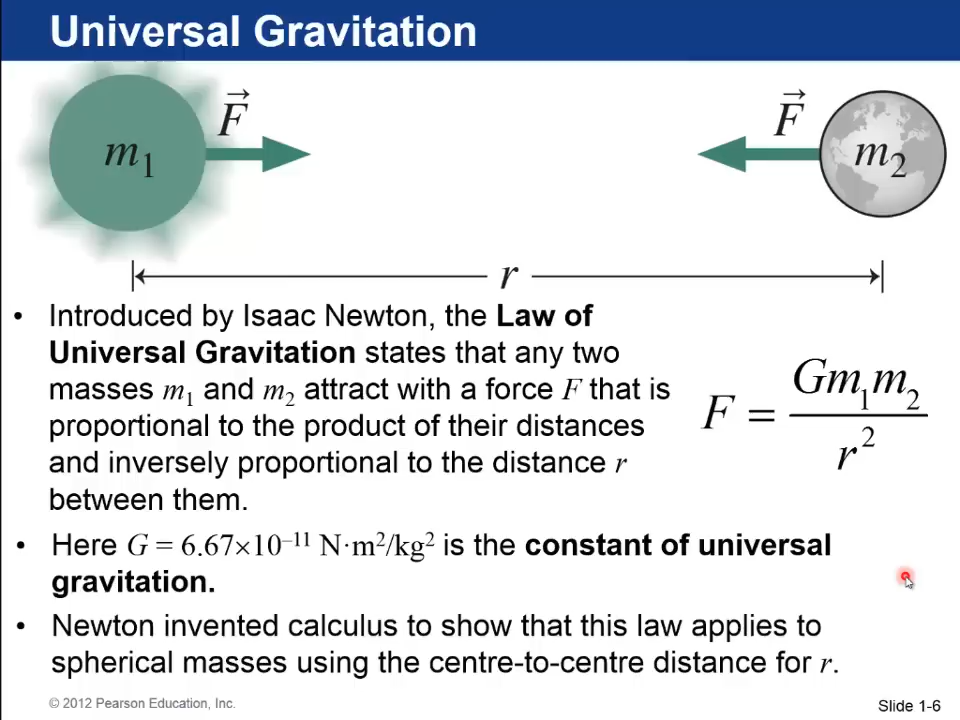 Universal Gravitation
F⃗
F⃗
m₁
m₂
r
• Introduced by Isaac Newton, the Law of
Universal Gravitation states that any two
masses m₁ and m₂ attract with a force F that is
proportional to the product of their distances
and inversely proportional to the distance r
between them.
F = Gm₁m₂ / r²
• Here G = 6.67×10⁻¹¹ N·m²/kg² is the constant of universal
gravitation.
• Newton invented calculus to show that this law applies to
spherical masses using the centre-to-centre distance for r.
© 2012 Pearson Education, Inc.
Slide 1-6